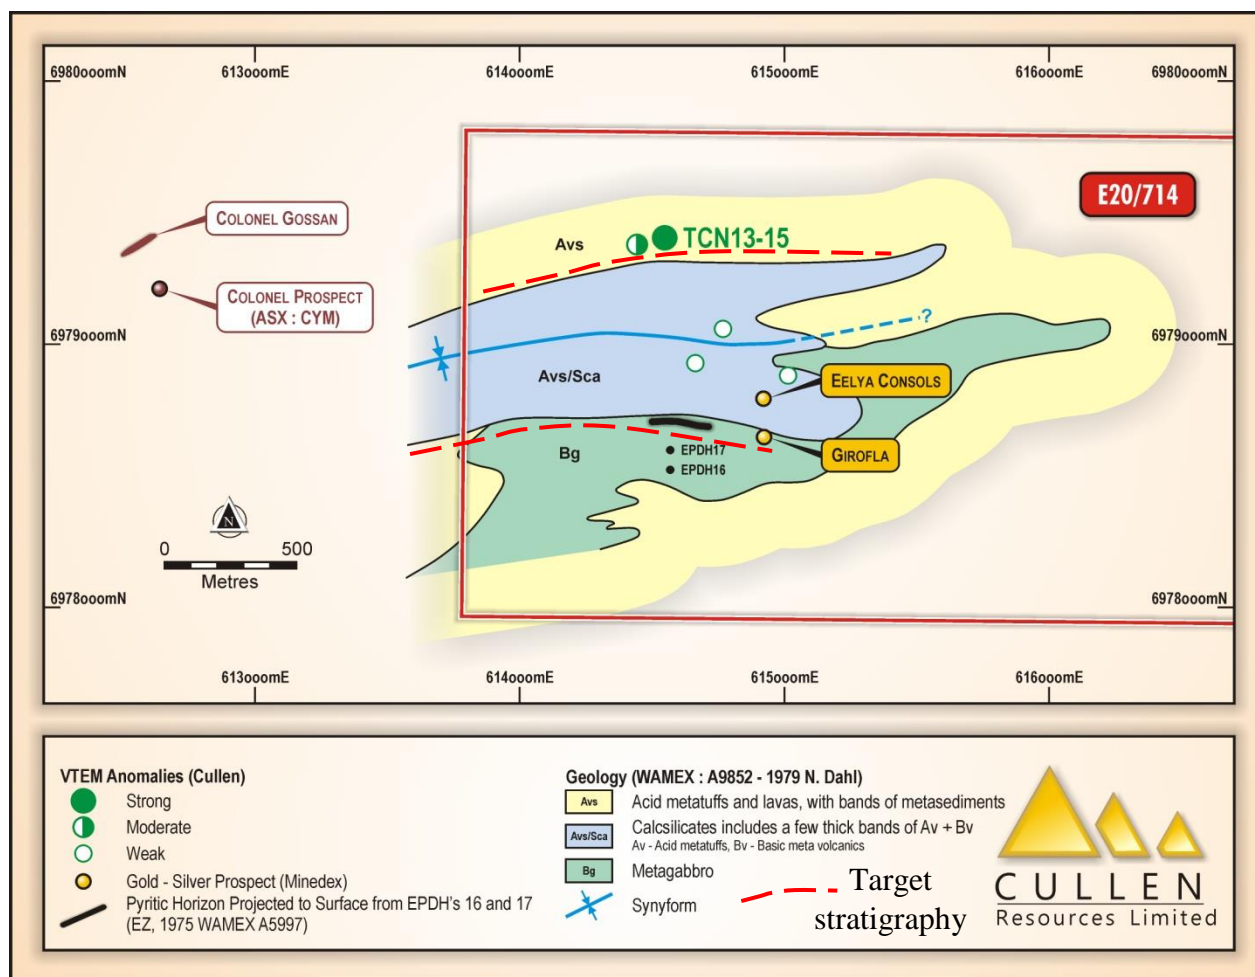 6980000mN
613000mE
614000mE
615000mE
616000mE
6980000mN
E20/714
COLONEL GOSSAN
Avs
TCN13-15
COLONEL PROSPECT
(ASX : CYM)
6979000mN
?
6979000mN
Avs/Sca
EELYA CONSOLS
Bg
EPDH17
GIROFLA
EPDH16
N
0
500
Metres
6978000mN
6978000mN
613000mE
614000mE
615000mE
616000mE
VTEM Anomalies (Cullen)
Strong
Moderate
Weak
Gold - Silver Prospect (Minedex)
Pyritic Horizon Projected to Surface from EPDH's 16 and 17
(EZ, 1975 WAMEX A5997)
Geology (WAMEX : A9852 - 1979 N. Dahl)
Avs Acid metatuffs and lavas, with bands of metasediments
Avs/Sca Calcsilicates includes a few thick bands of Av + Bv
Av - Acid metatuffs, Bv - Basic meta volcanics
Bg Metagabbro
Synyform
Target
stratigraphy
CULLEN
Resources Limited